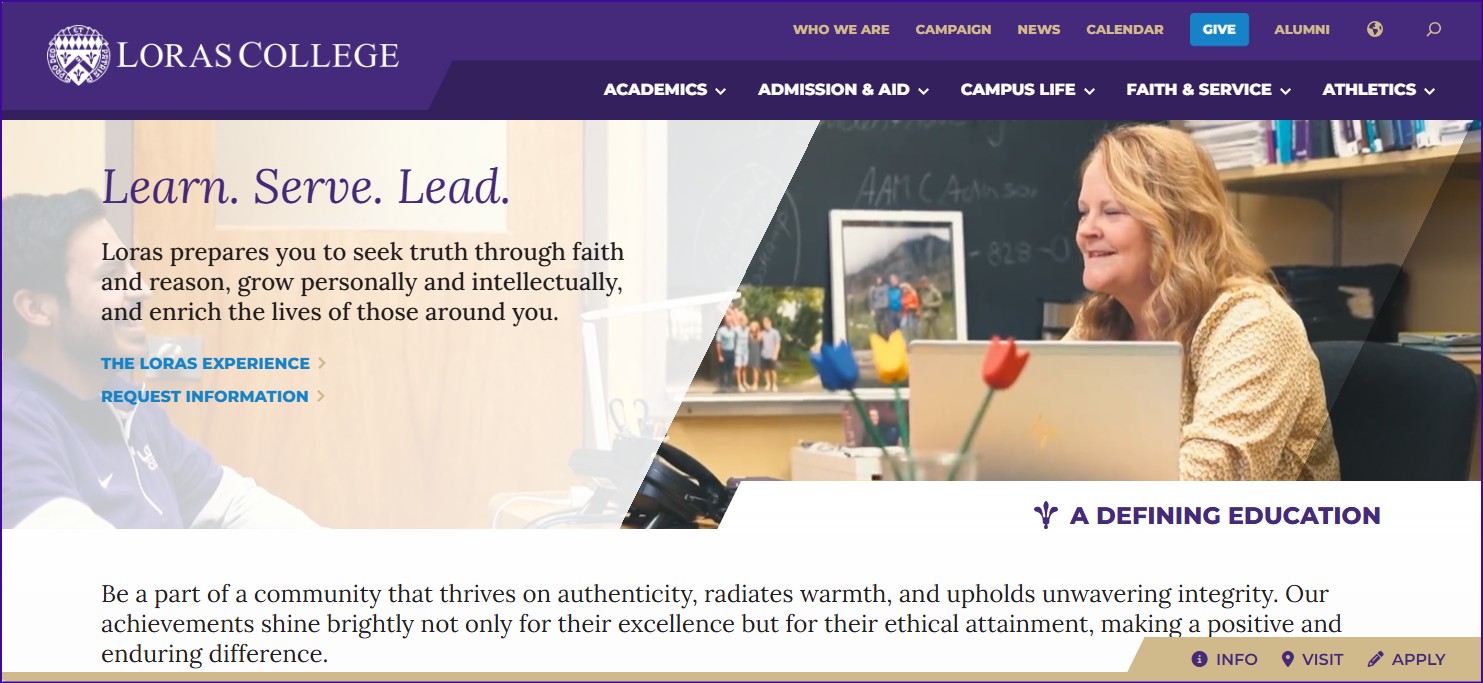 LORAS COLLEGE
WHO WE ARE CAMPAIGN NEWS CALENDAR GIVE ALUMNI
ACADEMICS ADMISSION & AID CAMPUS LIFE FAITH & SERVICE ATHLETICS
Learn. Serve. Lead.
Loras prepares you to seek truth through faith
and reason, grow personally and intellectually,
and enrich the lives of those around you.
THE LORAS EXPERIENCE
REQUEST INFORMATION
hp
A DEFINING EDUCATION
Be a part of a community that thrives on authenticity, radiates warmth, and upholds unwavering integrity. Our
achievements shine brightly not only for their excellence but for their ethical attainment, making a positive and
enduring difference.
INFO VISIT APPLY